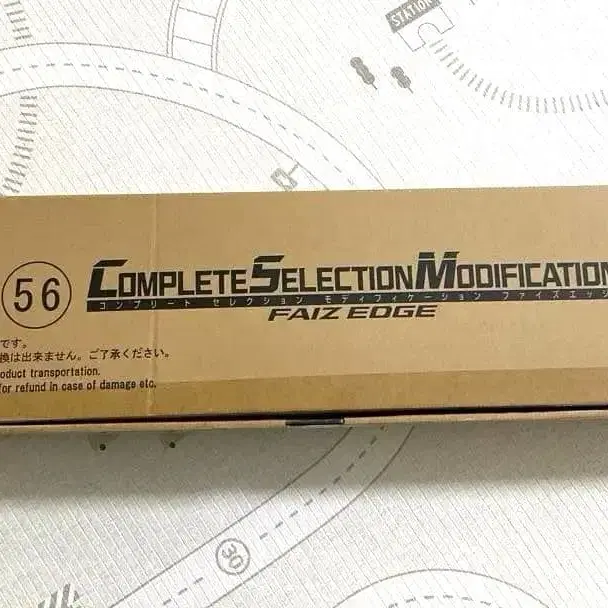 STATION
56
COMPLETE SELECTION MODIFICATION
コンプリート セレクション モディフィケーション ファイズエッジ
FAIZ EDGE
です。
換は出来ません。ご了承ください。
oduct transportation.
for refund in case of damage etc.
30